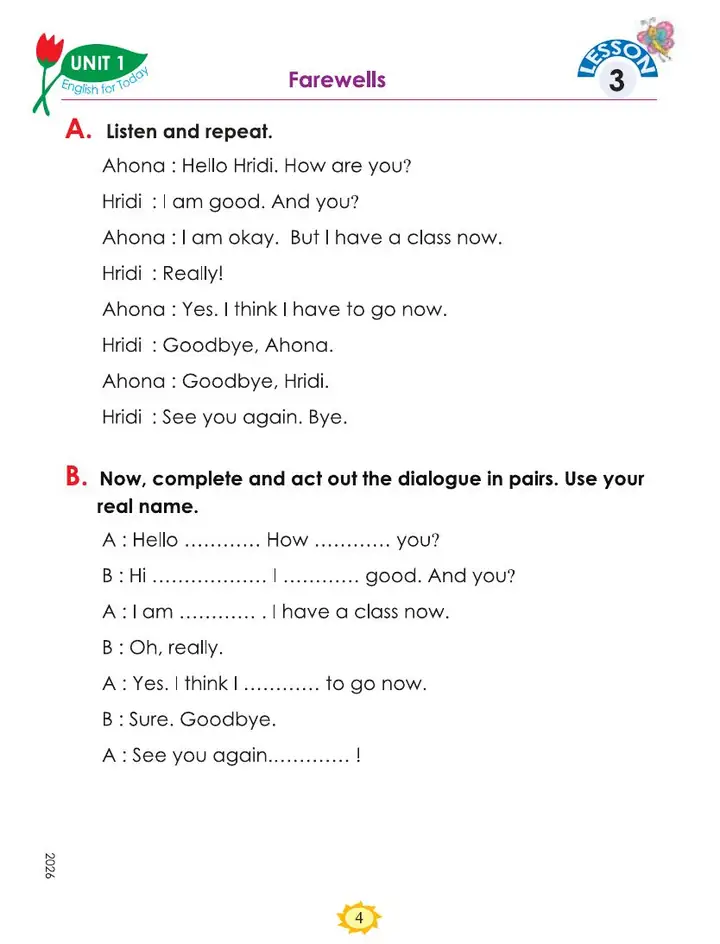 UNIT 1
English for Today
Farewells
LESSON
3
A. Listen and repeat.
Ahona : Hello Hridi. How are you?
Hridi : I am good. And you?
Ahona : I am okay. But I have a class now.
Hridi : Really!
Ahona : Yes. I think I have to go now.
Hridi : Goodbye, Ahona.
Ahona : Goodbye, Hridi.
Hridi : See you again. Bye.
B. Now, complete and act out the dialogue in pairs. Use your
real name.
A : Hello ………… How ………… you?
B : Hi ……………… I ………… good. And you?
A : I am ………… . I have a class now.
B : Oh, really.
A : Yes. I think I ………… to go now.
B : Sure. Goodbye.
A : See you again.………… !
2026
4